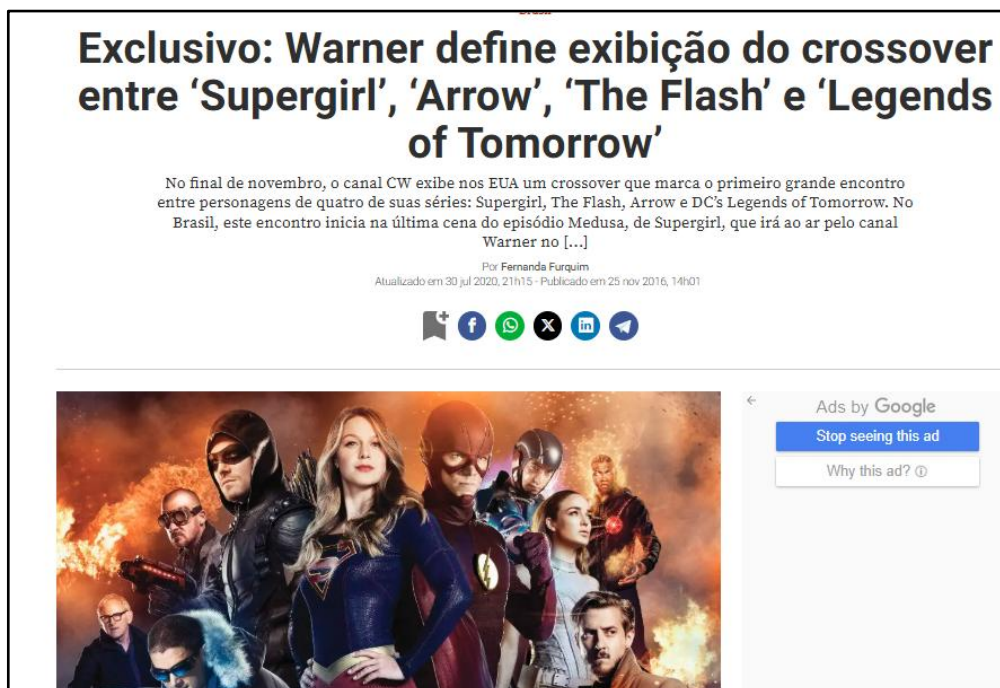 Exclusivo: Warner define exibição do crossover
entre ‘Supergirl’, ‘Arrow’, ‘The Flash’ e ‘Legends
of Tomorrow’
No final de novembro, o canal CW exibe nos EUA um crossover que marca o primeiro grande encontro
entre personagens de quatro de suas séries: Supergirl, The Flash, Arrow e DC’s Legends of Tomorrow. No
Brasil, este encontro inicia na última cena do episódio Medusa, de Supergirl, que irá ao ar pelo canal
Warner no [...]
Por Fernanda Furquim
Atualizado em 30 jul 2020, 21h15 - Publicado em 25 nov 2016, 14h01
Ads by Google
Stop seeing this ad
Why this ad?